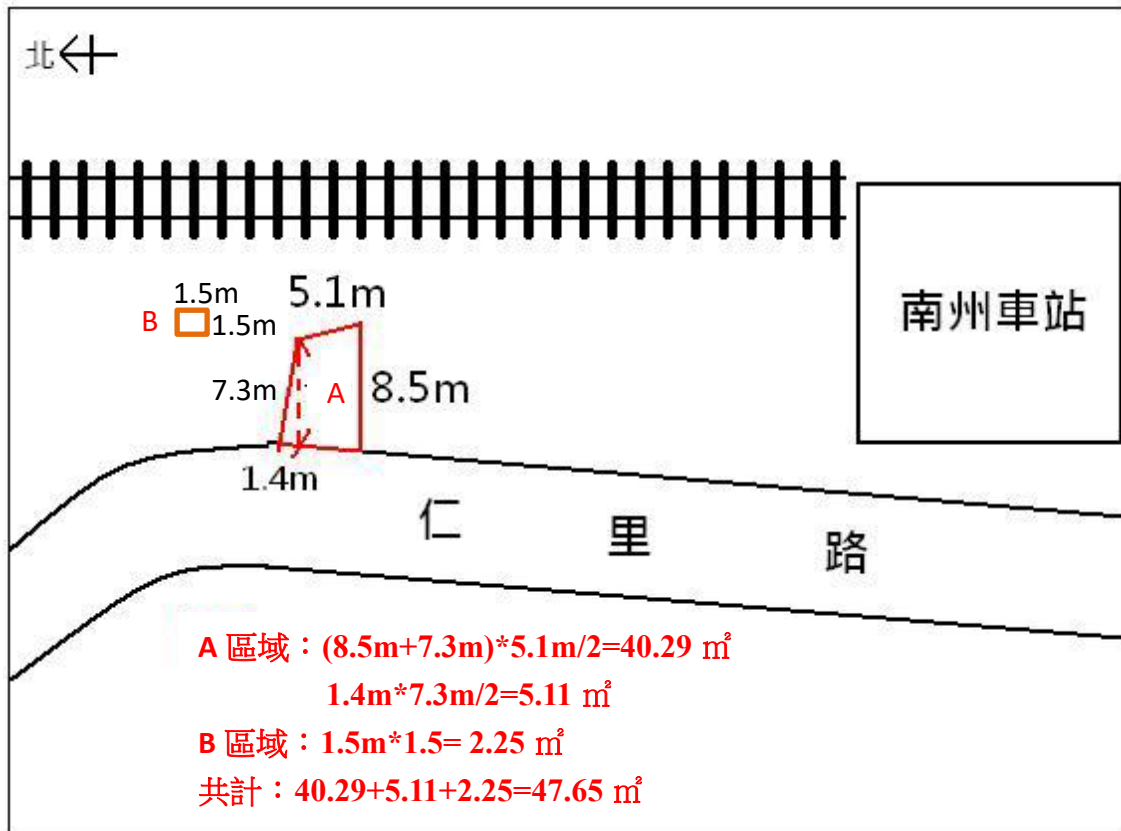 北
南州車站
1.5m
B
1.5m
5.1m
7.3m
A
8.5m
1.4m
仁里路
A 區域：(8.5m+7.3m)*5.1m/2=40.29 ㎡
1.4m*7.3m/2=5.11 ㎡
B 區域：1.5m*1.5= 2.25 ㎡
共計：40.29+5.11+2.25=47.65 ㎡